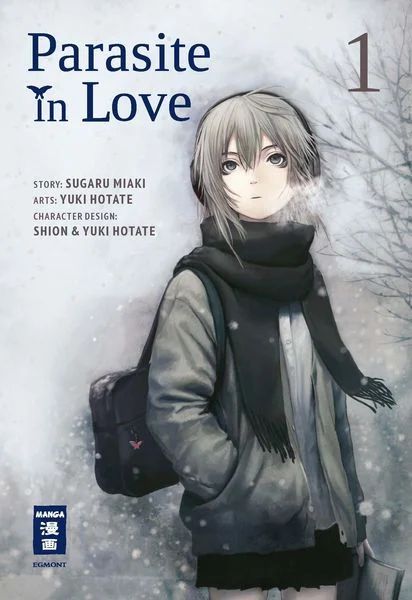 Parasite
in Love
1
STORY: SUGARU MIAKI
ARTS: YUKI HOTATE
CHARACTER DESIGN:
SHION & YUKI HOTATE
MANGA
漫
画
EGMONT